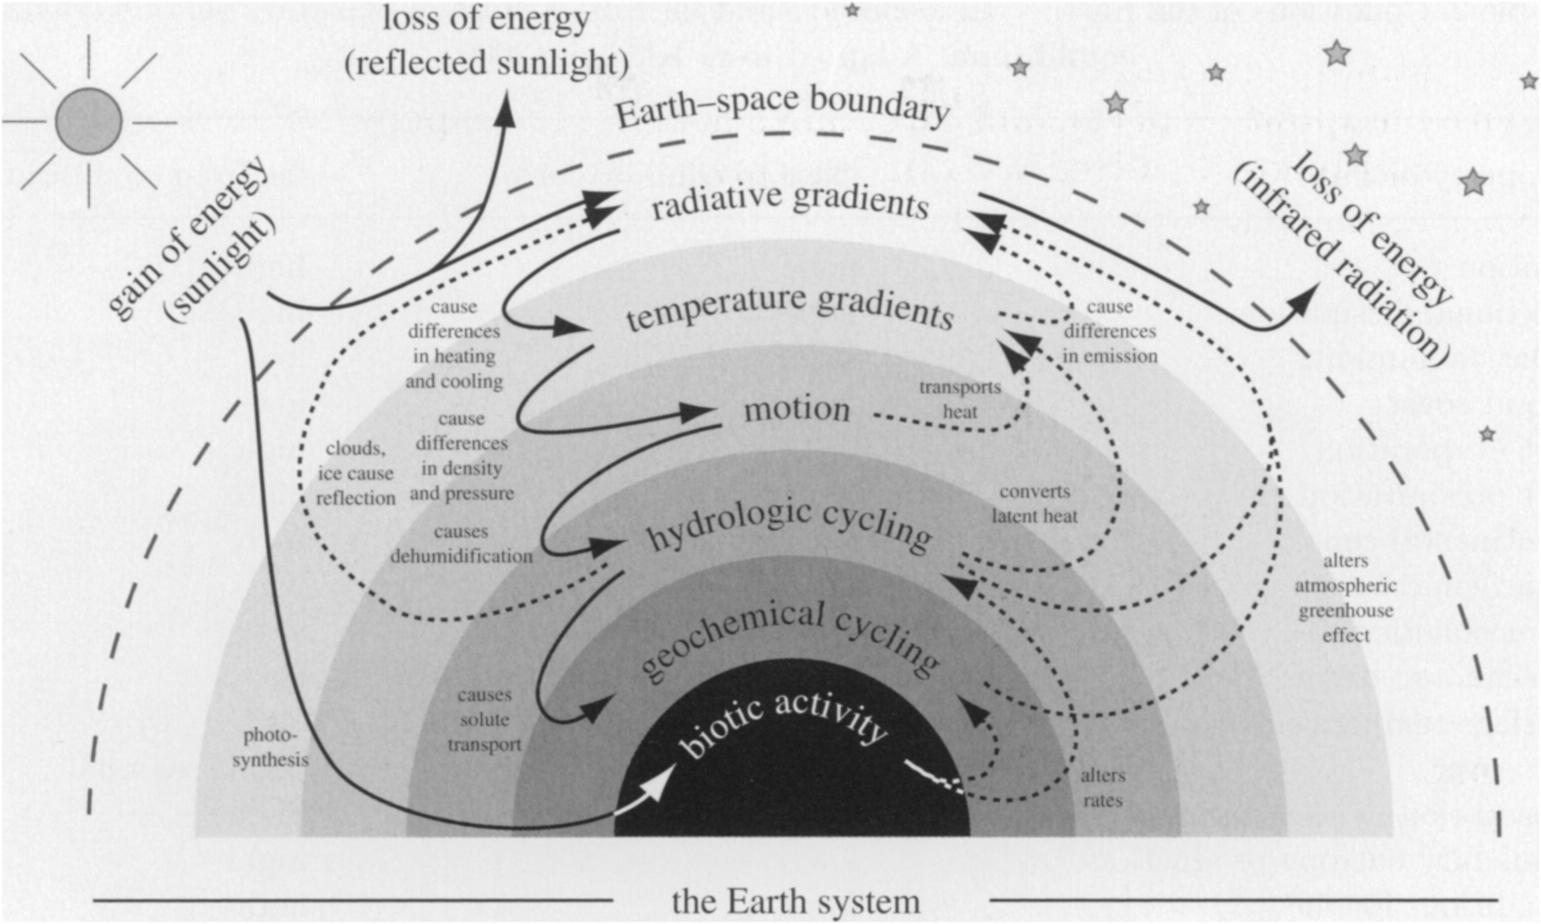 loss of energy
(reflected sunlight)
Earth–space boundary
gain of energy
(sunlight)
loss of energy
(infrared radiation)
radiative gradients
cause
differences
in heating
and cooling
temperature gradients
cause
differences
in emission
cause
differences
in density
and pressure
motion
transports
heat
clouds,
ice cause
reflection
causes
dehumidification
hydrologic cycling
converts
latent heat
alters
atmospheric
greenhouse
effect
geochemical cycling
causes
solute
transport
biotic activity
photo-
synthesis
alters
rates
the Earth system